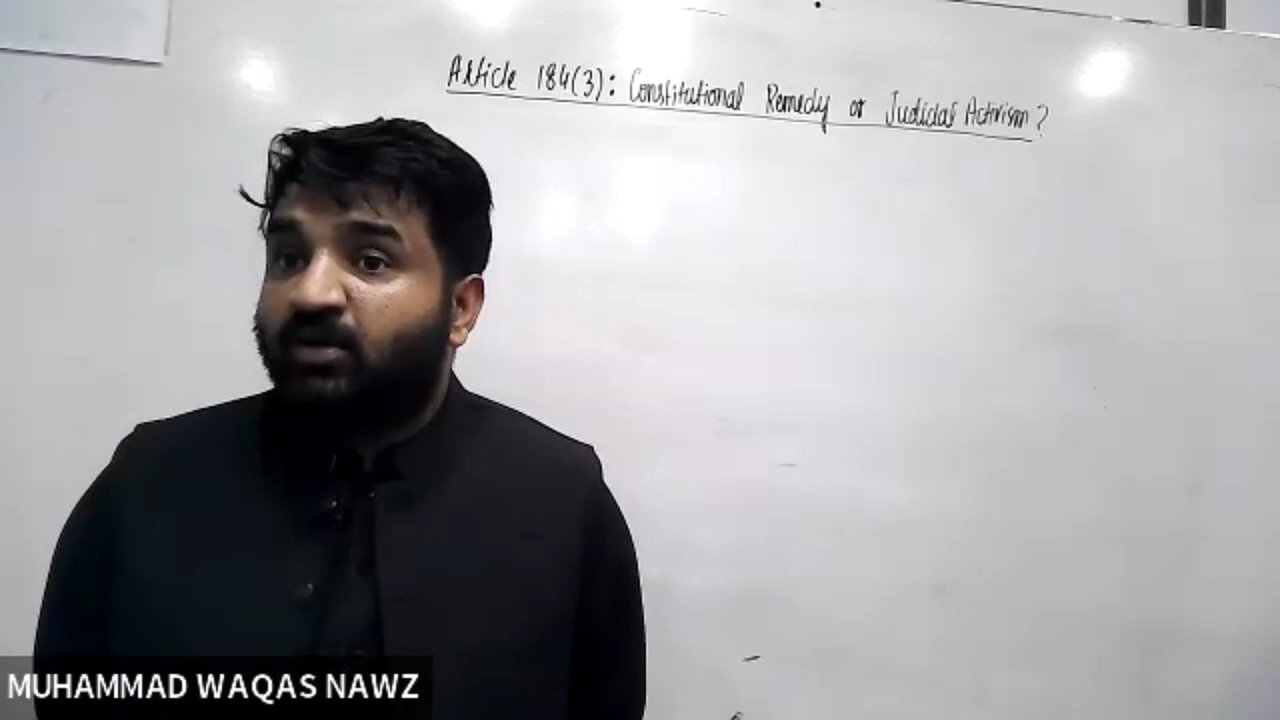 Article 184(3): Constitutional Remedy or Judicial Activism?
MUHAMMAD WAQAS NAWZ